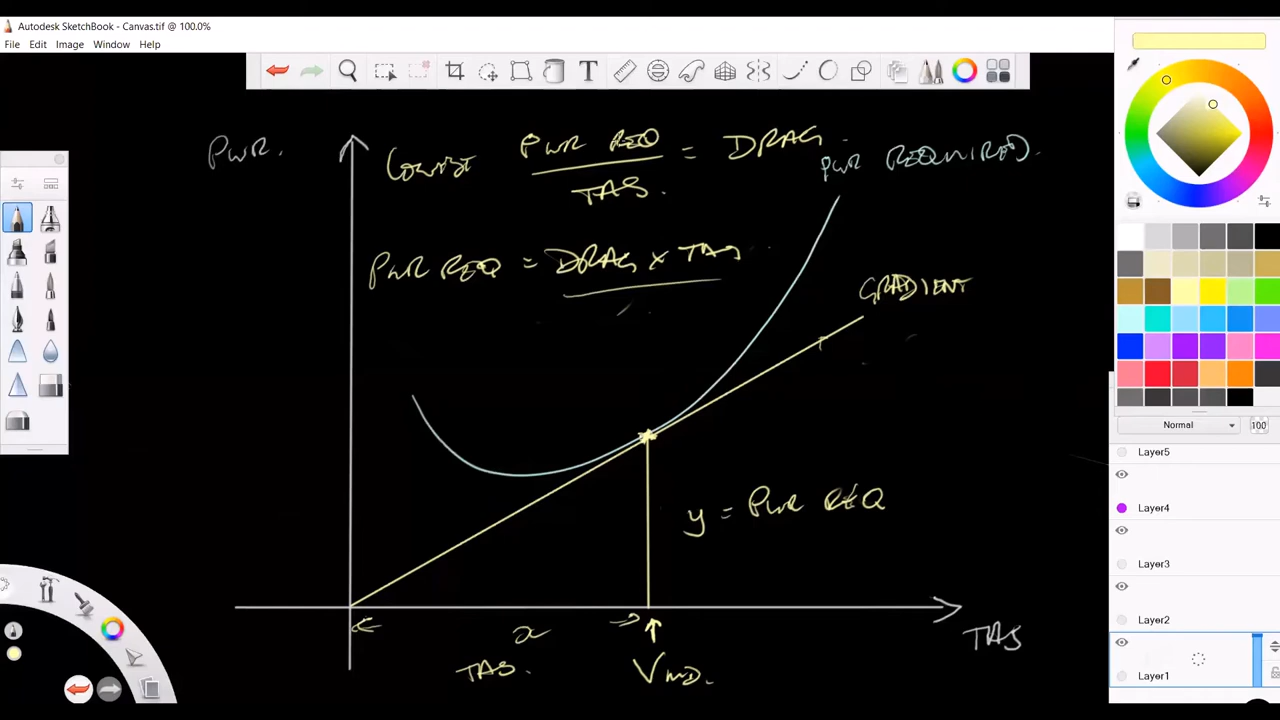 Autodesk SketchBook - Canvas.tif @ 100.0%
File Edit Image Window Help
PWR.
LOWEST PWR REQ = DRAG
TAS.
PWR REQUIRED.
PWR REQ = DRAG x TAS
GRADIENT
y = PWR REQ
x
TAS.
VMD.
TAS
Normal
100
Layer5
Layer4
Layer3
Layer2
Layer1